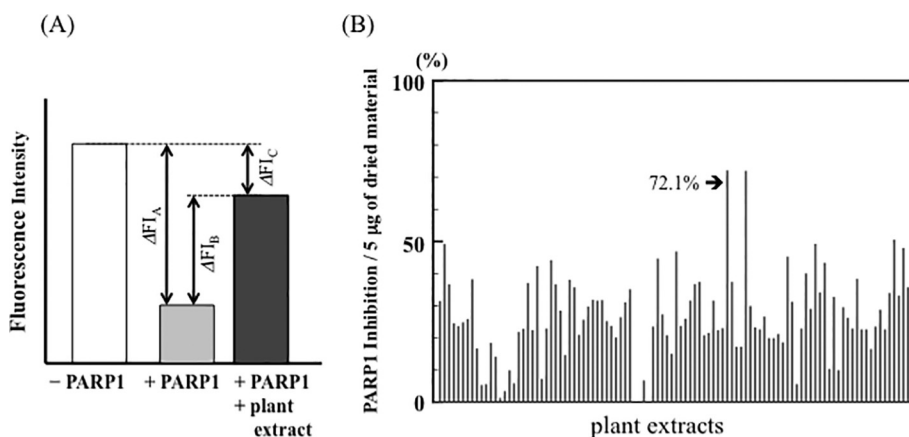 (A)
Fluorescence Intensity
ΔFI_A
ΔFI_B
ΔFI_C
− PARP1
+ PARP1
+ PARP1
+ plant
extract
(B)
(%)
PARP1 Inhibition / 5 μg of dried material
100
50
0
72.1%
plant extracts